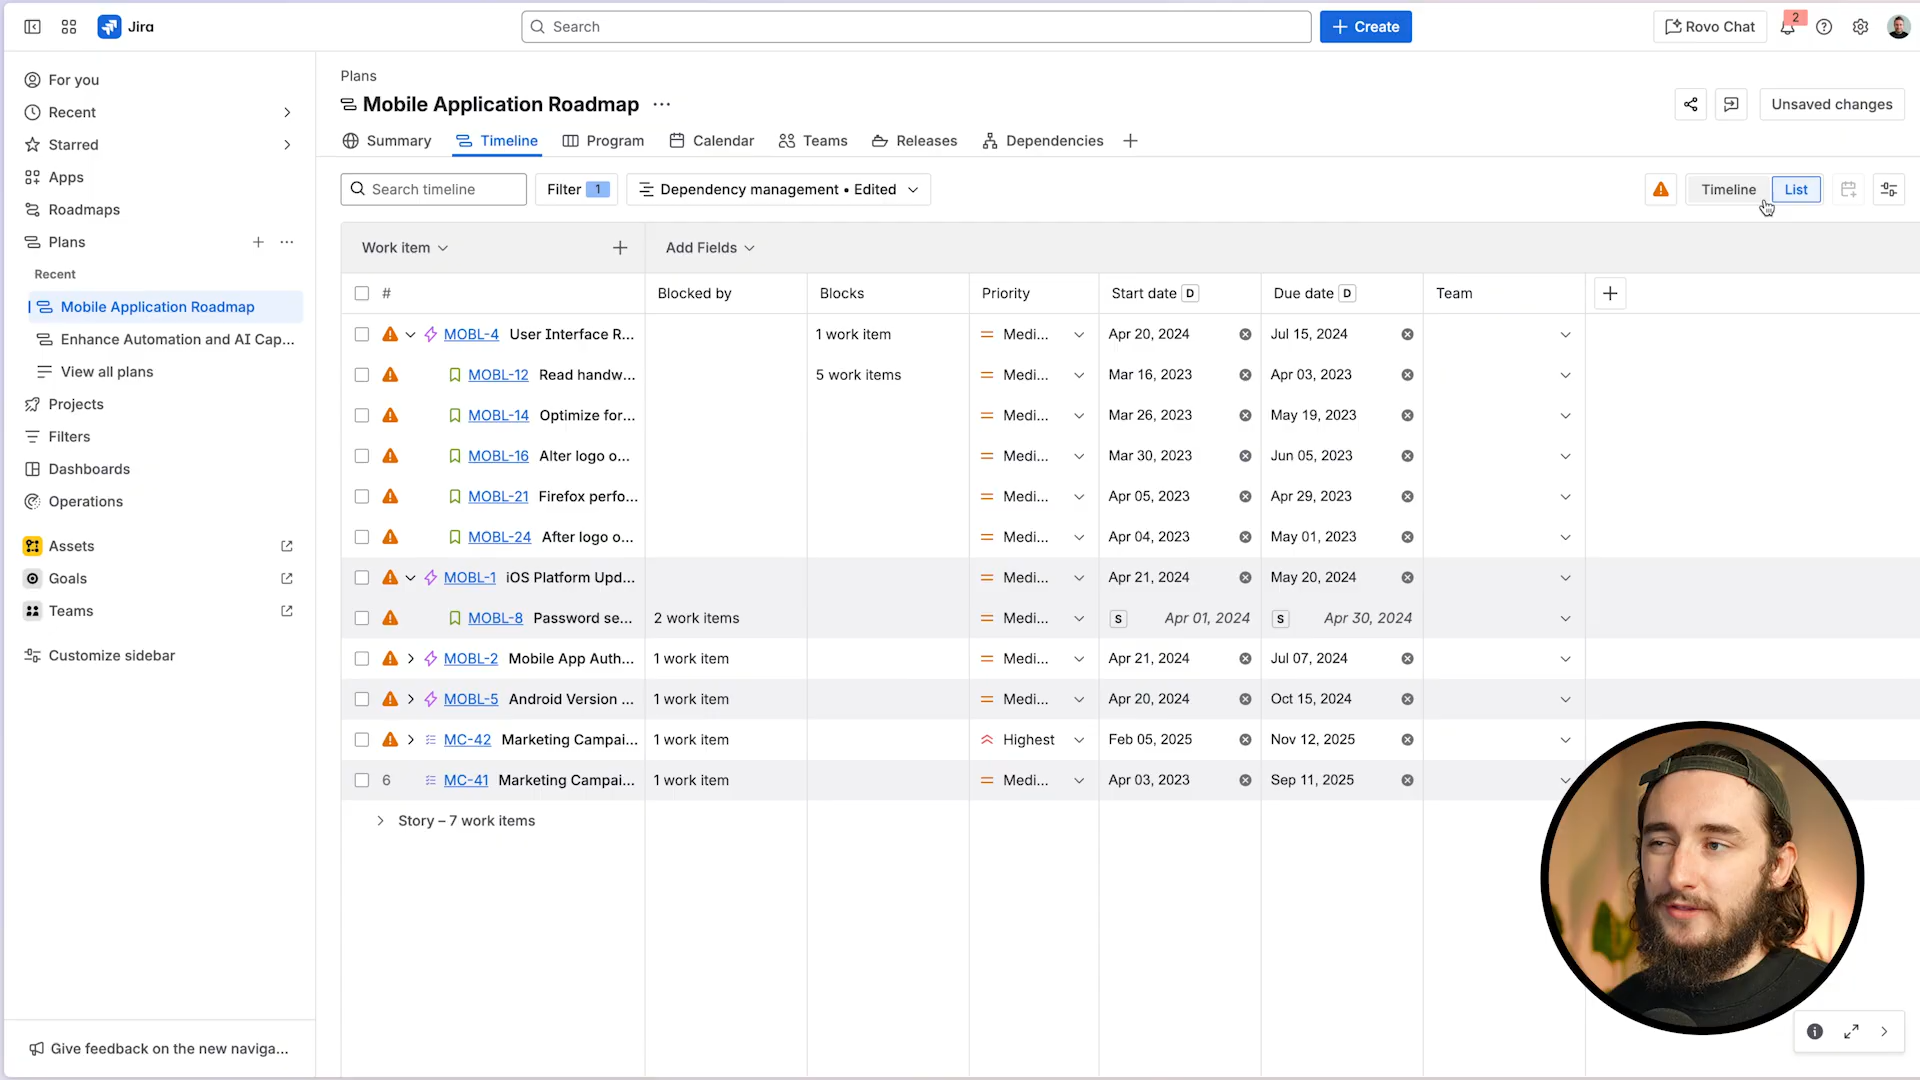 Jira
Search
Create
Rovo Chat
2
For you
Recent
Starred
Apps
Roadmaps
Plans
Recent
Mobile Application Roadmap
Enhance Automation and AI Cap...
View all plans
Projects
Filters
Dashboards
Operations
Assets
Goals
Teams
Customize sidebar
Give feedback on the new naviga...
Plans
Mobile Application Roadmap
Unsaved changes
Summary Timeline Program Calendar Teams Releases Dependencies
Search timeline Filter 1 Dependency management • Edited Timeline List
Work item Add Fields
# Blocked by Blocks Priority Start date D Due date D Team
MOBL-4 User Interface R... 1 work item Medi... Apr 20, 2024 Jul 15, 2024
MOBL-12 Read handw... 5 work items Medi... Mar 16, 2023 Apr 03, 2023
MOBL-14 Optimize for... Medi... Mar 26, 2023 May 19, 2023
MOBL-16 Alter logo o... Medi... Mar 30, 2023 Jun 05, 2023
MOBL-21 Firefox perfo... Medi... Apr 05, 2023 Apr 29, 2023
MOBL-24 After logo o... Medi... Apr 04, 2023 May 01, 2023
MOBL-1 iOS Platform Upd... Medi... Apr 21, 2024 May 20, 2024
MOBL-8 Password se... 2 work items Medi... S Apr 01, 2024 S Apr 30, 2024
MOBL-2 Mobile App Auth... 1 work item Medi... Apr 21, 2024 Jul 07, 2024
MOBL-5 Android Version ... 1 work item Medi... Apr 20, 2024 Oct 15, 2024
MC-42 Marketing Campai... 1 work item Highest Feb 05, 2025 Nov 12, 2025
6 MC-41 Marketing Campai... 1 work item Medi... Apr 03, 2023 Sep 11, 2025
Story – 7 work items